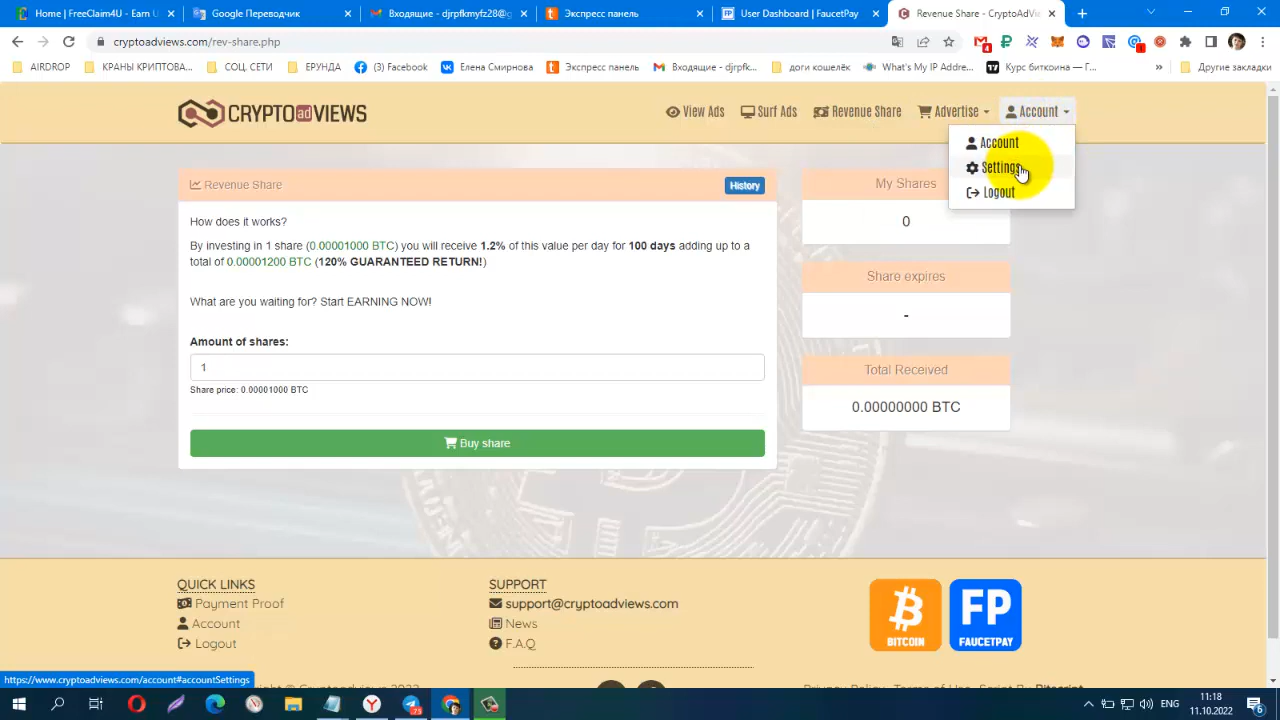 Home | FreeClaim4U - Earn U
Google Переводчик
Входящие - djrpfkmyfz28@g
Экспресс панель
User Dashboard | FaucetPay
Revenue Share - CryptoAdVie
cryptoadviews.com/rev-share.php
AIRDROP
КРАНЫ КРИПТОВА...
СОЦ. СЕТИ
ЕРУНДА
(3) Facebook
Елена Смирнова
Экспресс панель
Входящие - djrpfk...
доги кошелёк
What's My IP Addre...
Курс биткоина — Г...
»
Другие закладки
CRYPTO ad VIEWS
View Ads
Surf Ads
Revenue Share
Advertise
Account
Account
Settings
Logout
Revenue Share
History
How does it works?
By investing in 1 share (0.00001000 BTC) you will receive 1.2% of this value per day for 100 days adding up to a
total of 0.00001200 BTC (120% GUARANTEED RETURN!)
What are you waiting for? Start EARNING NOW!
Amount of shares:
1
Share price: 0.00001000 BTC
Buy share
My Shares
0
Share expires
-
Total Received
0.00000000 BTC
QUICK LINKS
Payment Proof
Account
Logout
SUPPORT
support@cryptoadviews.com
News
F.A.Q
BITCOIN
FP
FAUCETPAY
https://www.cryptoadviews.com/account#accountSettings
ENG
11:18
11.10.2022